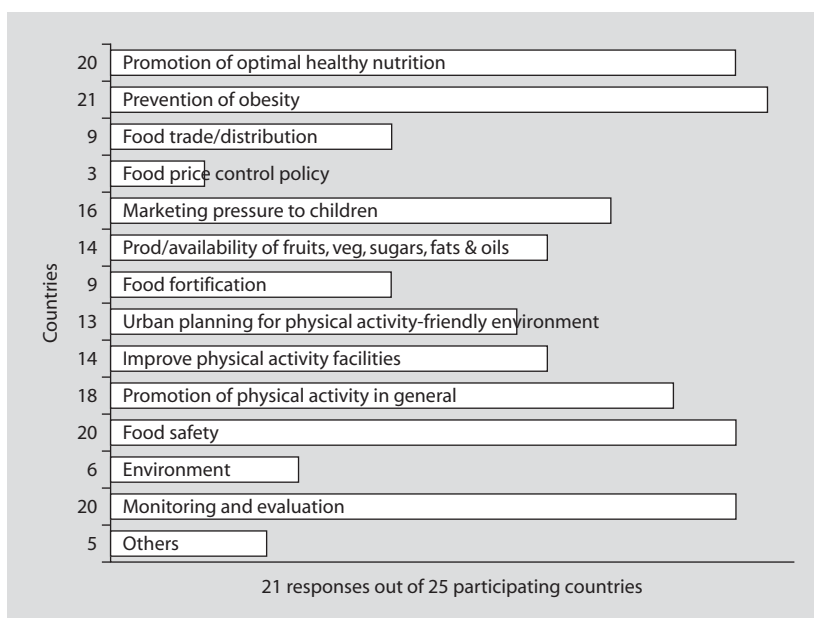 20 Promotion of optimal healthy nutrition
21 Prevention of obesity
9 Food trade/distribution
3 Food price control policy
16 Marketing pressure to children
14 Prod/availability of fruits, veg, sugars, fats & oils
9 Food fortification
13 Urban planning for physical activity-friendly environment
14 Improve physical activity facilities
18 Promotion of physical activity in general
20 Food safety
6 Environment
20 Monitoring and evaluation
5 Others
Countries
21 responses out of 25 participating countries